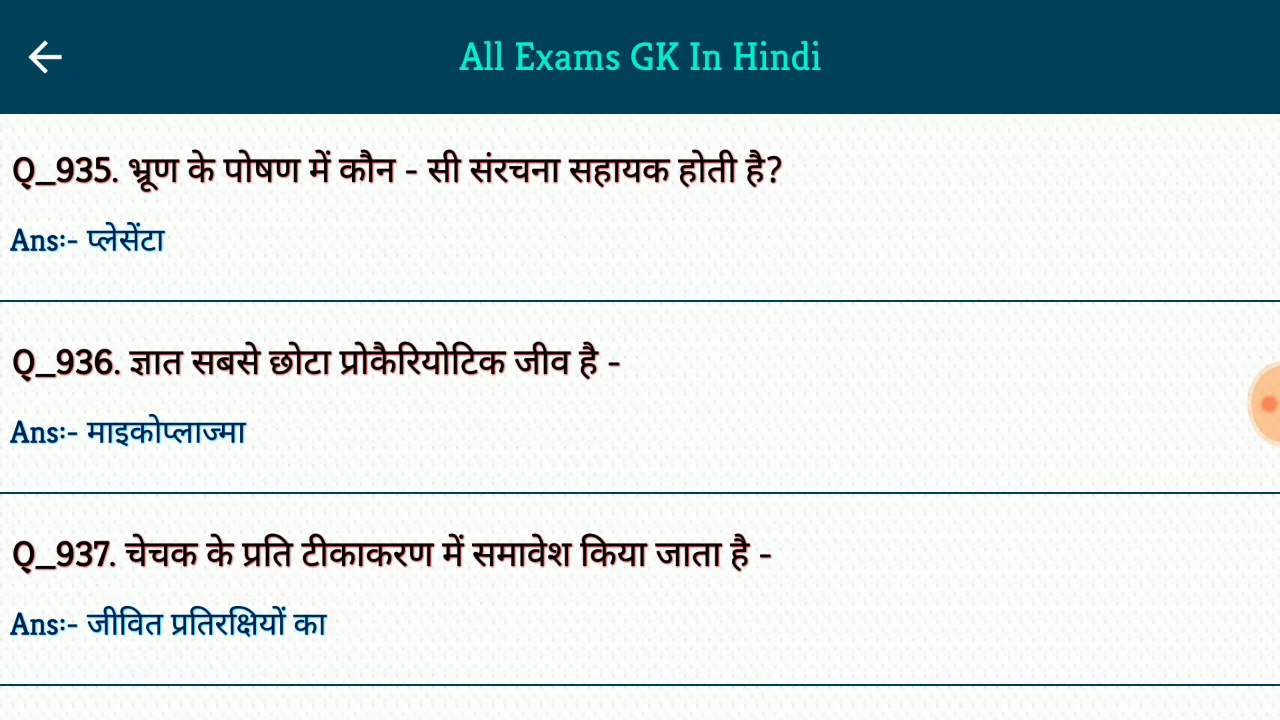 All Exams GK In Hindi
Q_935. भ्रूण के पोषण में कौन - सी संरचना सहायक होती है?
Ans:- प्लेसेंटा
Q_936. ज्ञात सबसे छोटा प्रोकैरियोटिक जीव है -
Ans:- माइकोप्लाज्मा
Q_937. चेचक के प्रति टीकाकरण में समावेश किया जाता है -
Ans:- जीवित प्रतिरक्षियों का